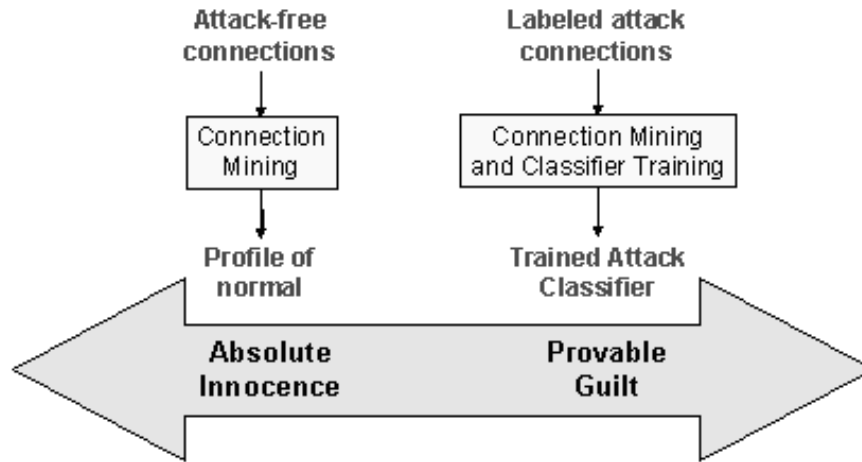 Attack-free
connections
Connection
Mining
Profile of
normal
Absolute
Innocence
Labeled attack
connections
Connection Mining
and Classifier Training
Trained Attack
Classifier
Provable
Guilt